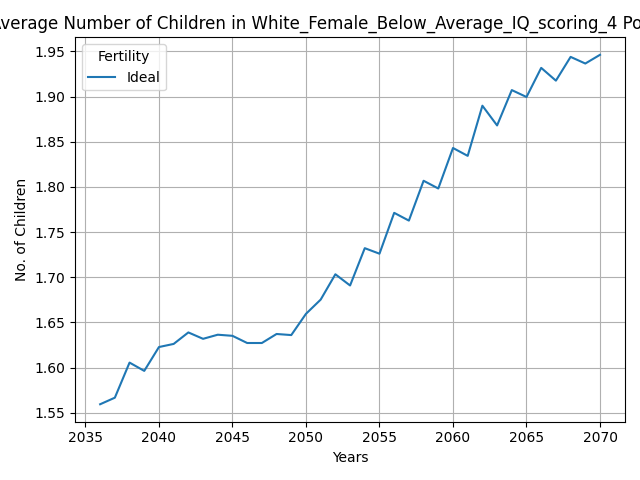 verage Number of Children in White_Female_Below_Average_IQ_scoring_4 Po
Fertility
Ideal
1.95
1.90
1.85
1.80
1.75
1.70
1.65
1.60
1.55
No. of Children
2035 2040 2045 2050 2055 2060 2065 2070
Years